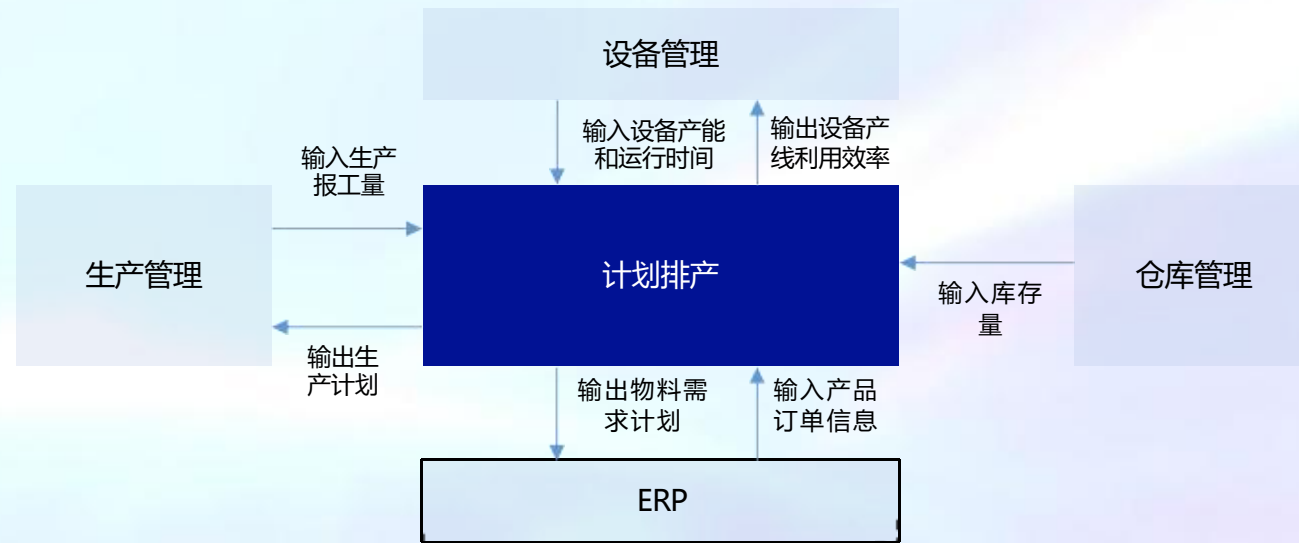 设备管理
输入设备产能
和运行时间
输出设备产
线利用效率
输入生产
报工量
生产管理
计划排产
仓库管理
输入库存
量
输出生
产计划
输出物料需
求计划
输入产品
订单信息
ERP